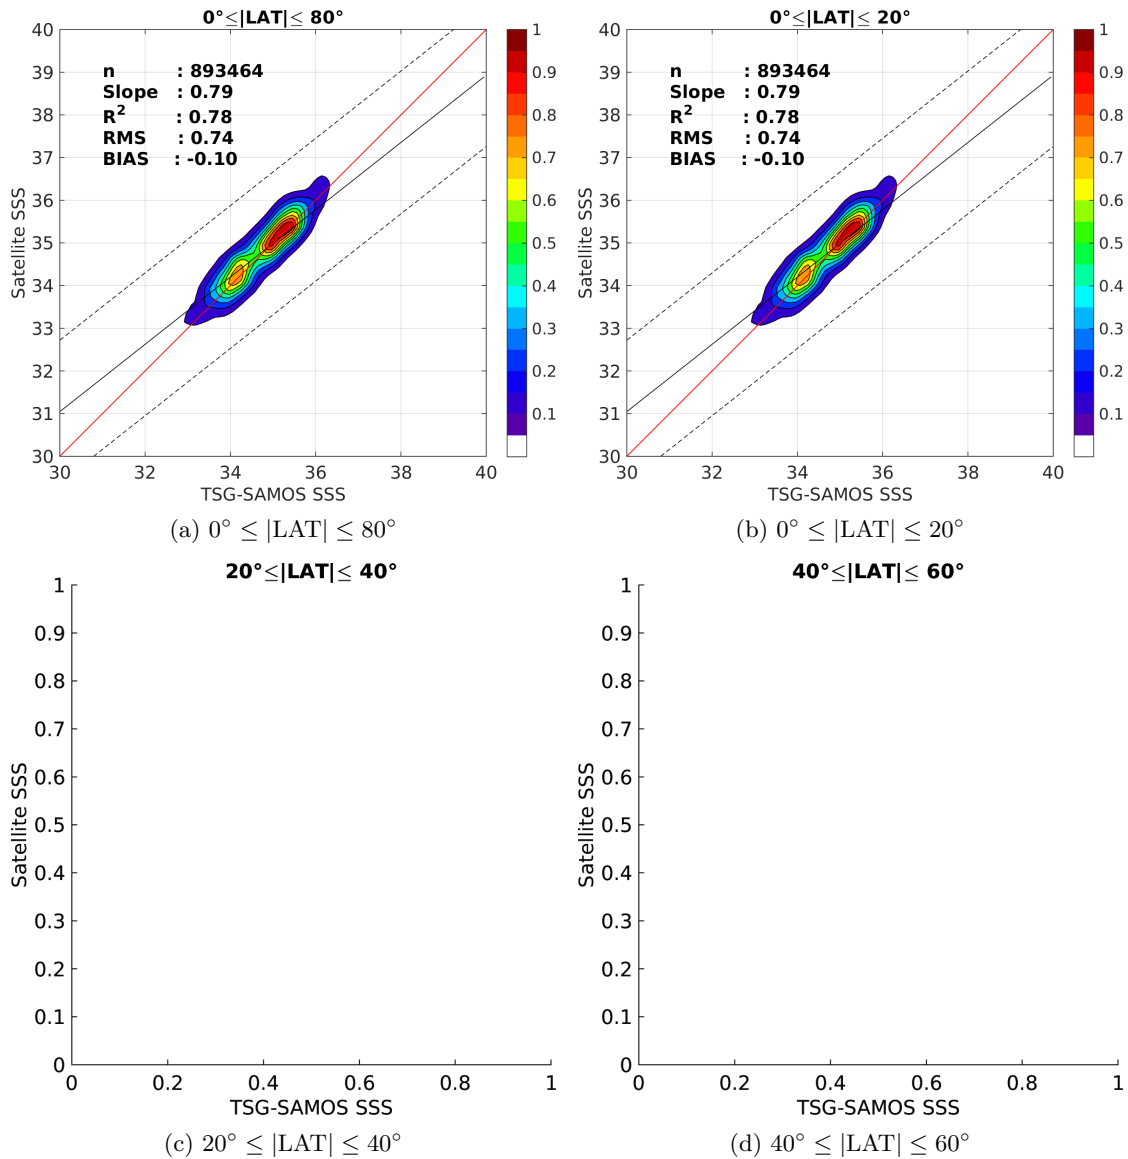 0°≤|LAT|≤ 80°
n : 893464
Slope : 0.79
R² : 0.78
RMS : 0.74
BIAS : -0.10
40
39
38
37
36
35
34
33
32
31
30
30 32 34 36 38 40
Satellite SSS
TSG-SAMOS SSS
1
0.9
0.8
0.7
0.6
0.5
0.4
0.3
0.2
0.1
(a) 0° ≤ |LAT| ≤ 80°
0°≤|LAT|≤ 20°
n : 893464
Slope : 0.79
R² : 0.78
RMS : 0.74
BIAS : -0.10
40
39
38
37
36
35
34
33
32
31
30
30 32 34 36 38 40
Satellite SSS
TSG-SAMOS SSS
1
0.9
0.8
0.7
0.6
0.5
0.4
0.3
0.2
0.1
(b) 0° ≤ |LAT| ≤ 20°
20°≤|LAT|≤ 40°
1
0.9
0.8
0.7
0.6
0.5
0.4
0.3
0.2
0.1
0
0 0.2 0.4 0.6 0.8 1
Satellite SSS
TSG-SAMOS SSS
(c) 20° ≤ |LAT| ≤ 40°
40°≤|LAT|≤ 60°
1
0.9
0.8
0.7
0.6
0.5
0.4
0.3
0.2
0.1
0
0 0.2 0.4 0.6 0.8 1
Satellite SSS
TSG-SAMOS SSS
(d) 40° ≤ |LAT| ≤ 60°